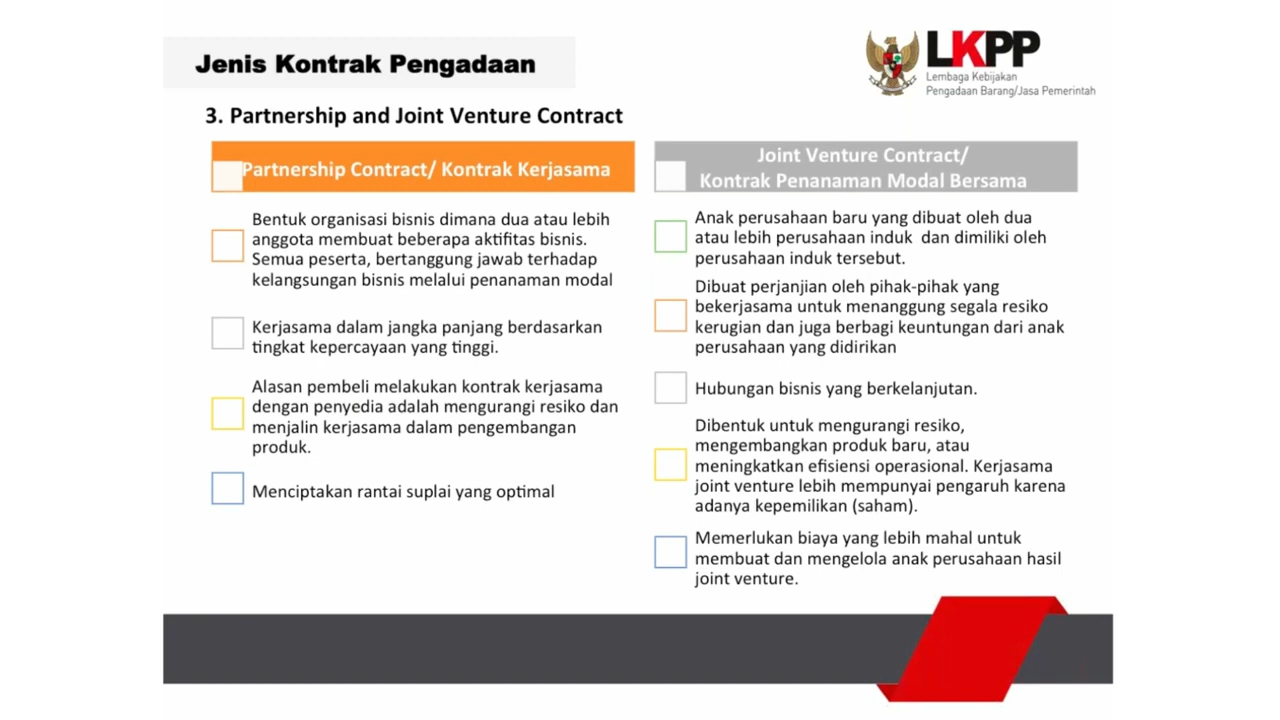 Jenis Kontrak Pengadaan
LKPP
Lembaga Kebijakan
Pengadaan Barang/Jasa Pemerintah
3. Partnership and Joint Venture Contract
Partnership Contract/ Kontrak Kerjasama
Bentuk organisasi bisnis dimana dua atau lebih
anggota membuat beberapa aktifitas bisnis.
Semua peserta, bertanggung jawab terhadap
kelangsungan bisnis melalui penanaman modal
Kerjasama dalam jangka panjang berdasarkan
tingkat kepercayaan yang tinggi.
Alasan pembeli melakukan kontrak kerjasama
dengan penyedia adalah mengurangi resiko dan
menjalin kerjasama dalam pengembangan
produk.
Menciptakan rantai suplai yang optimal
Joint Venture Contract/
Kontrak Penanaman Modal Bersama
Anak perusahaan baru yang dibuat oleh dua
atau lebih perusahaan induk dan dimiliki oleh
perusahaan induk tersebut.
Dibuat perjanjian oleh pihak-pihak yang
bekerjasama untuk menanggung segala resiko
kerugian dan juga berbagi keuntungan dari anak
perusahaan yang didirikan
Hubungan bisnis yang berkelanjutan.
Dibentuk untuk mengurangi resiko,
mengembangkan produk baru, atau
meningkatkan efisiensi operasional. Kerjasama
joint venture lebih mempunyai pengaruh karena
adanya kepemilikan (saham).
Memerlukan biaya yang lebih mahal untuk
membuat dan mengelola anak perusahaan hasil
joint venture.